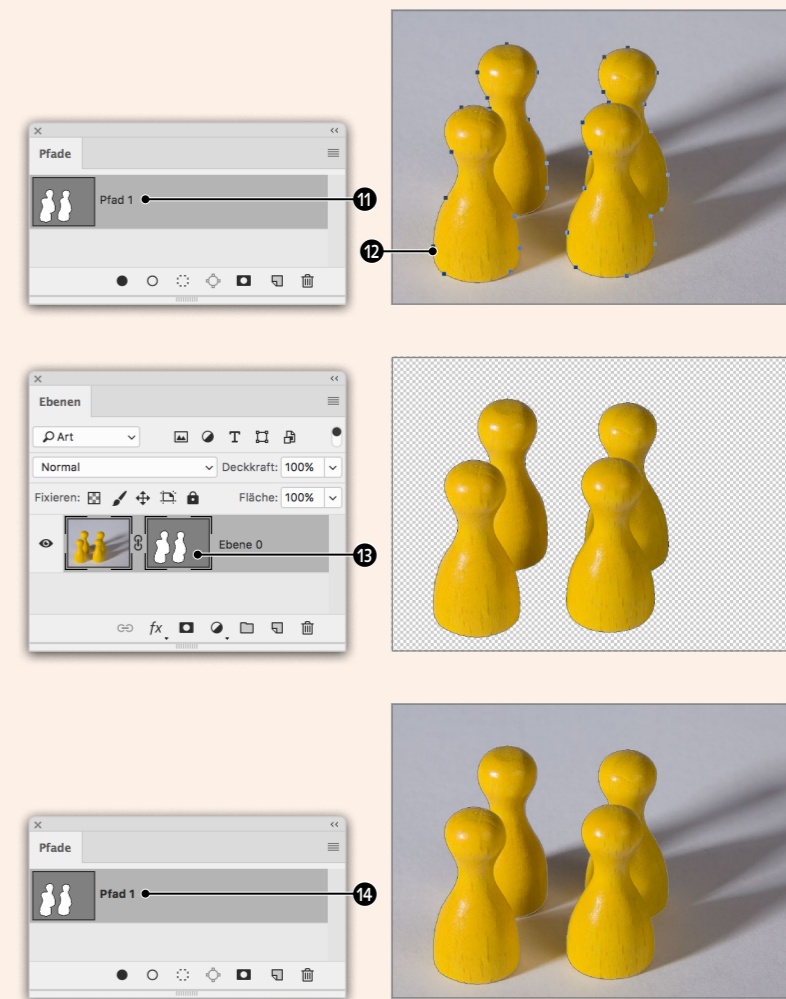 Pfade
Pfad 1
11
12
Ebenen
Art
T
Normal
Deckkraft: 100%
Fixieren:
Fläche: 100%
Ebene 0
13
fx
Pfade
Pfad 1
14